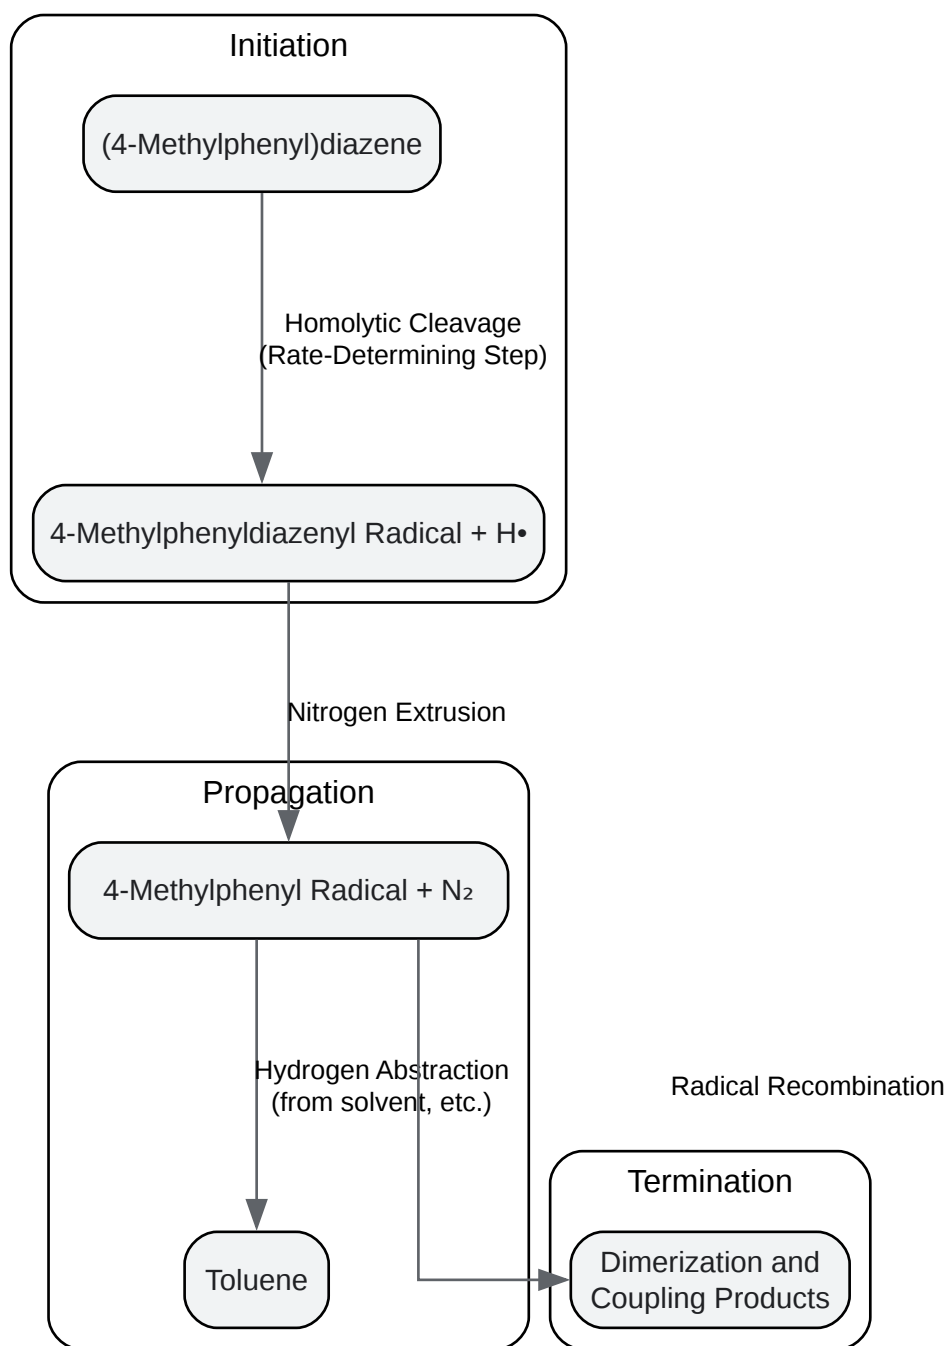 Initiation
(4-Methylphenyl)diazene
Homolytic Cleavage
(Rate-Determining Step)
4-Methylphenyldiazenyl Radical + H•
Nitrogen Extrusion
Propagation
4-Methylphenyl Radical + N₂
Hydrogen Abstraction
(from solvent, etc.)
Radical Recombination
Termination
Toluene
Dimerization and
Coupling Products